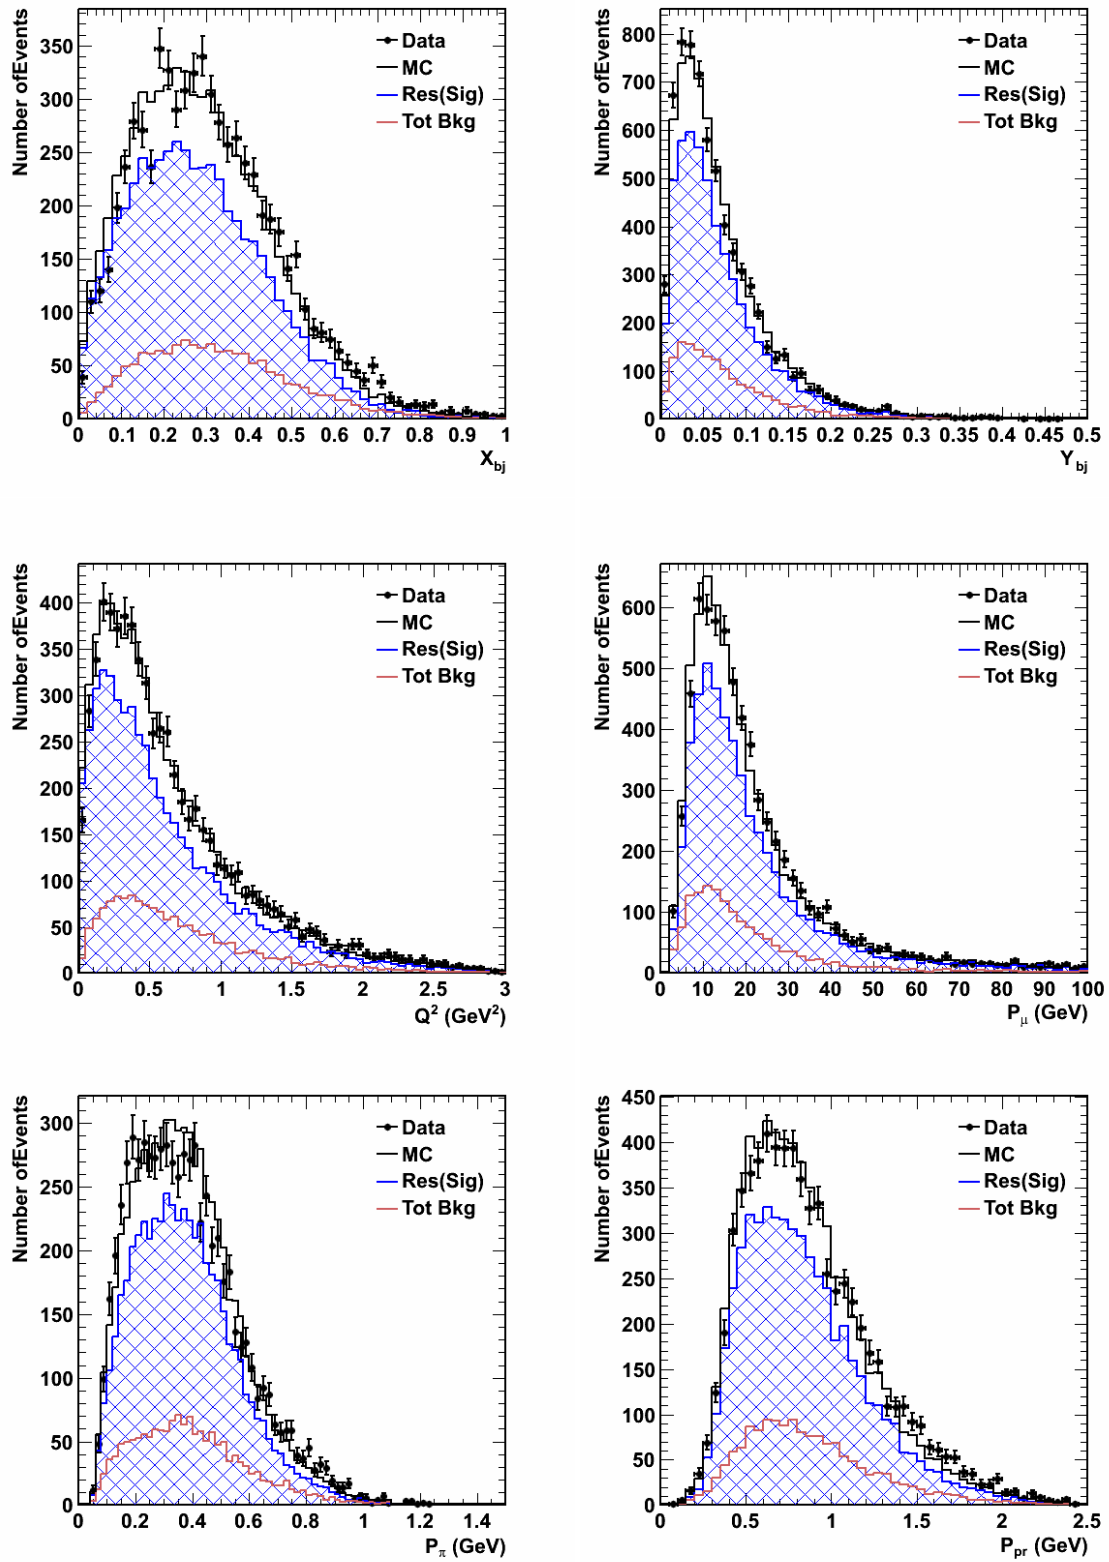 Number ofEvents
350
300
250
200
150
100
50
0
Data
MC
Res(Sig)
Tot Bkg
0 0.1 0.2 0.3 0.4 0.5 0.6 0.7 0.8 0.9 1
X_bj
Number ofEvents
800
700
600
500
400
300
200
100
0
Data
MC
Res(Sig)
Tot Bkg
0 0.05 0.1 0.15 0.2 0.25 0.3 0.35 0.4 0.45 0.5
Y_bj
Number ofEvents
400
350
300
250
200
150
100
50
0
Data
MC
Res(Sig)
Tot Bkg
0 0.5 1 1.5 2 2.5 3
Q² (GeV²)
Number ofEvents
600
500
400
300
200
100
0
Data
MC
Res(Sig)
Tot Bkg
0 10 20 30 40 50 60 70 80 90 100
P_μ (GeV)
Number ofEvents
300
250
200
150
100
50
0
Data
MC
Res(Sig)
Tot Bkg
0 0.2 0.4 0.6 0.8 1 1.2 1.4
P_π (GeV)
Number ofEvents
450
400
350
300
250
200
150
100
50
0
Data
MC
Res(Sig)
Tot Bkg
0 0.5 1 1.5 2 2.5
P_pr (GeV)